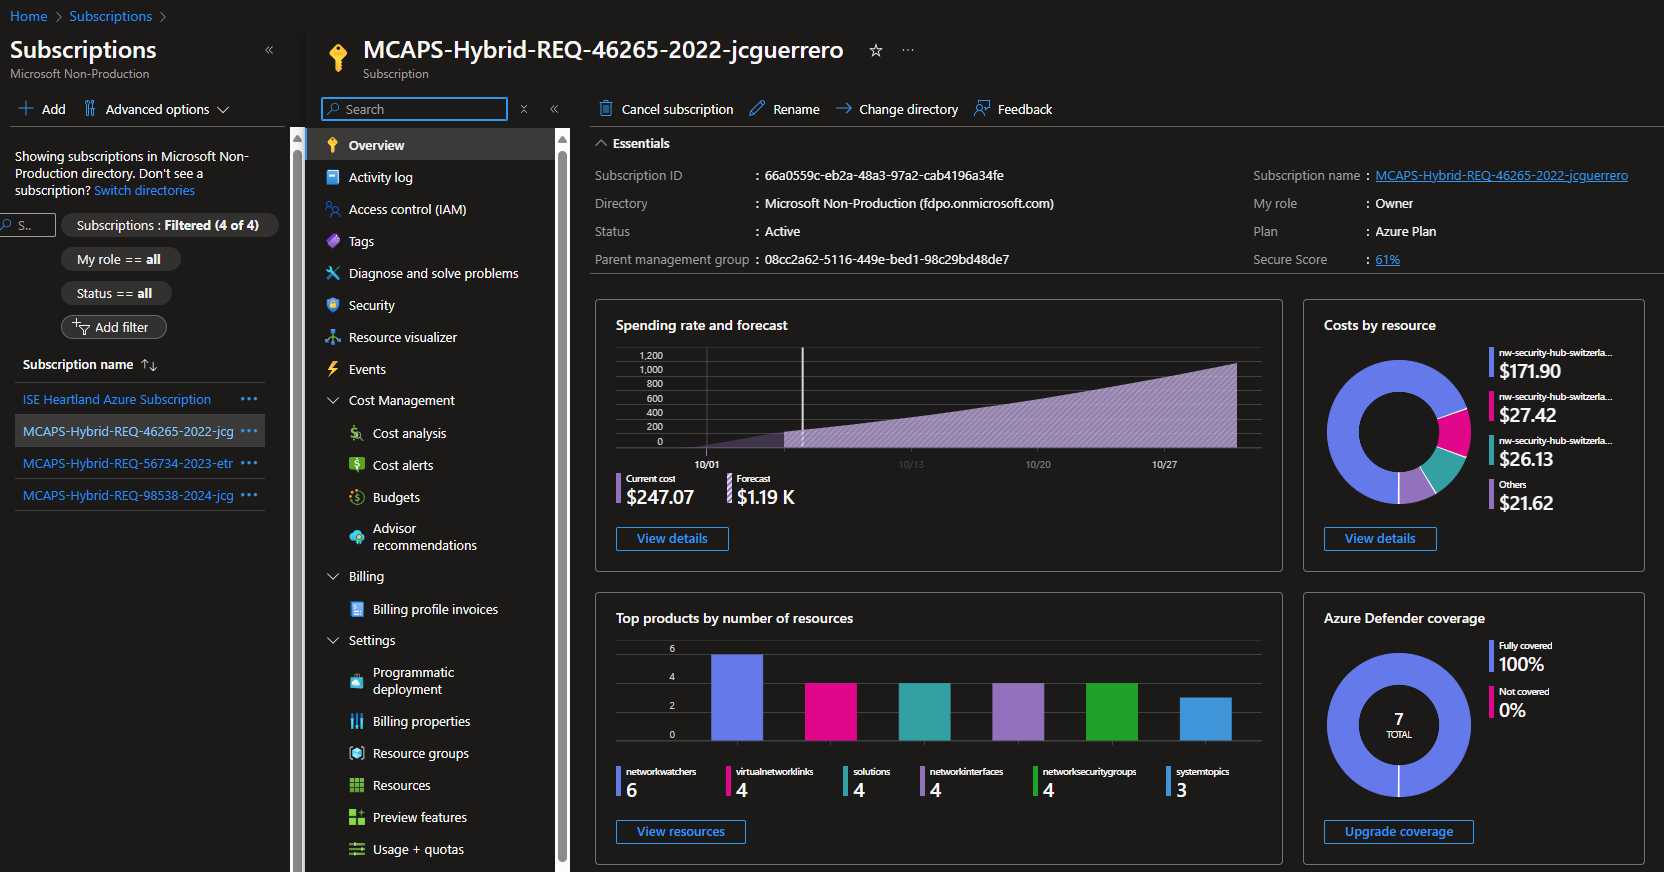 Home > Subscriptions >
Subscriptions
Microsoft Non-Production
Add
Advanced options
Showing subscriptions in Microsoft Non-
Production directory. Don't see a
subscription? Switch directories
S..
Subscriptions : Filtered (4 of 4)
My role == all
Status == all
Add filter
Subscription name
ISE Heartland Azure Subscription
MCAPS-Hybrid-REQ-46265-2022-jcg
MCAPS-Hybrid-REQ-56734-2023-etr
MCAPS-Hybrid-REQ-98538-2024-jcg
MCAPS-Hybrid-REQ-46265-2022-jcguerrero
Subscription
Search
Overview
Activity log
Access control (IAM)
Tags
Diagnose and solve problems
Security
Resource visualizer
Events
Cost Management
Cost analysis
Cost alerts
Budgets
Advisor
recommendations
Billing
Billing profile invoices
Settings
Programmatic
deployment
Billing properties
Resource groups
Resources
Preview features
Usage + quotas
Cancel subscription
Rename
Change directory
Feedback
Essentials
Subscription ID : 66a0559c-eb2a-48a3-97a2-cab4196a34fe
Directory : Microsoft Non-Production (fdpo.onmicrosoft.com)
Status : Active
Parent management group : 08cc2a62-5116-449e-bed1-98c29bd48de7
Subscription name : MCAPS-Hybrid-REQ-46265-2022-jcguerrero
My role : Owner
Plan : Azure Plan
Secure Score : 61%
Spending rate and forecast
1,200
1,000
800
600
400
200
0
10/01
10/13
10/20
10/27
Current cost
$247.07
Forecast
$1.19 K
View details
Costs by resource
nw-security-hub-switzerla...
$171.90
nw-security-hub-switzerla...
$27.42
nw-security-hub-switzerla...
$26.13
Others
$21.62
View details
Top products by number of resources
6
4
2
0
networkwatchers
6
virtualnetworklinks
4
solutions
4
networkinterfaces
4
networksecuritygroups
4
systemtopics
3
View resources
Azure Defender coverage
7
TOTAL
Fully covered
100%
Not covered
0%
Upgrade coverage